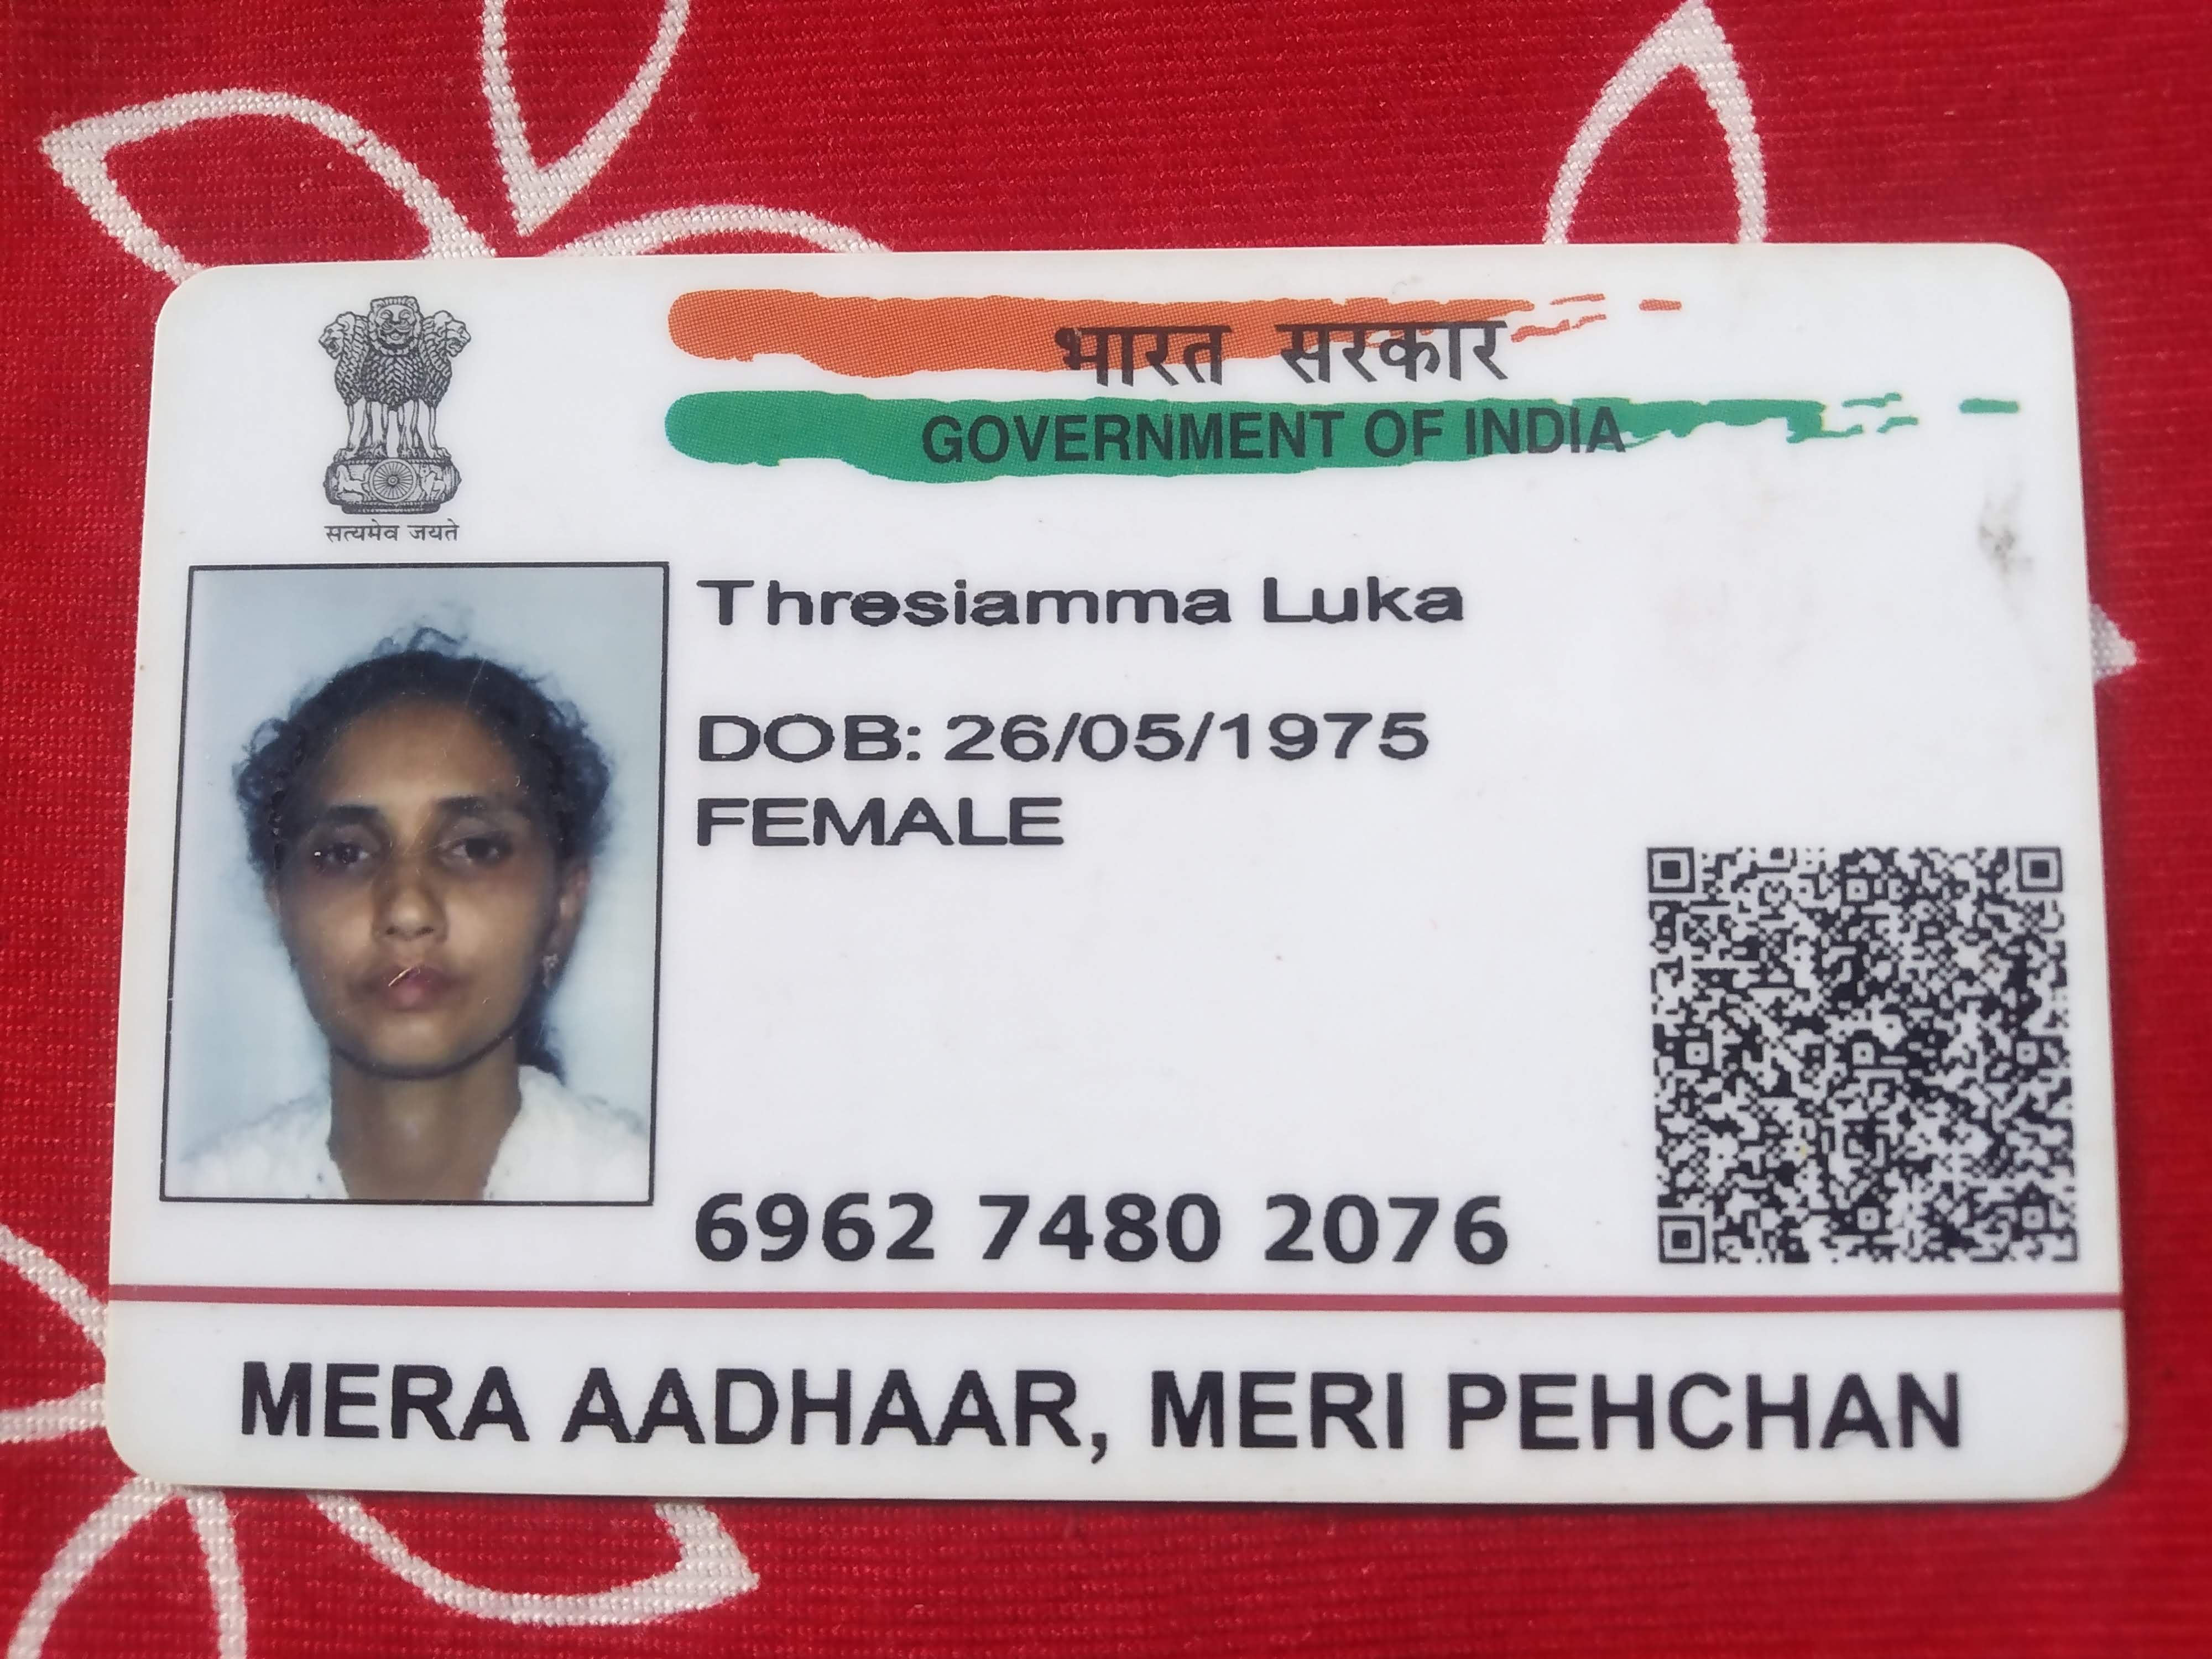 भारत सरकार
GOVERNMENT OF INDIA
सत्यमेव जयते
Thresiamma Luka
DOB: 26/05/1975
FEMALE
6962 7480 2076
MERA AADHAAR, MERI PEHCHAN